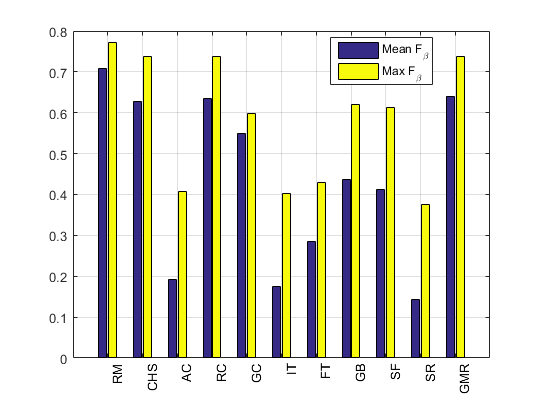 0.8
0.7
0.6
0.5
0.4
0.3
0.2
0.1
0
Mean Fβ
Max Fβ
RM
CHS
AC
RC
GC
IT
FT
GB
SF
SR
GMR